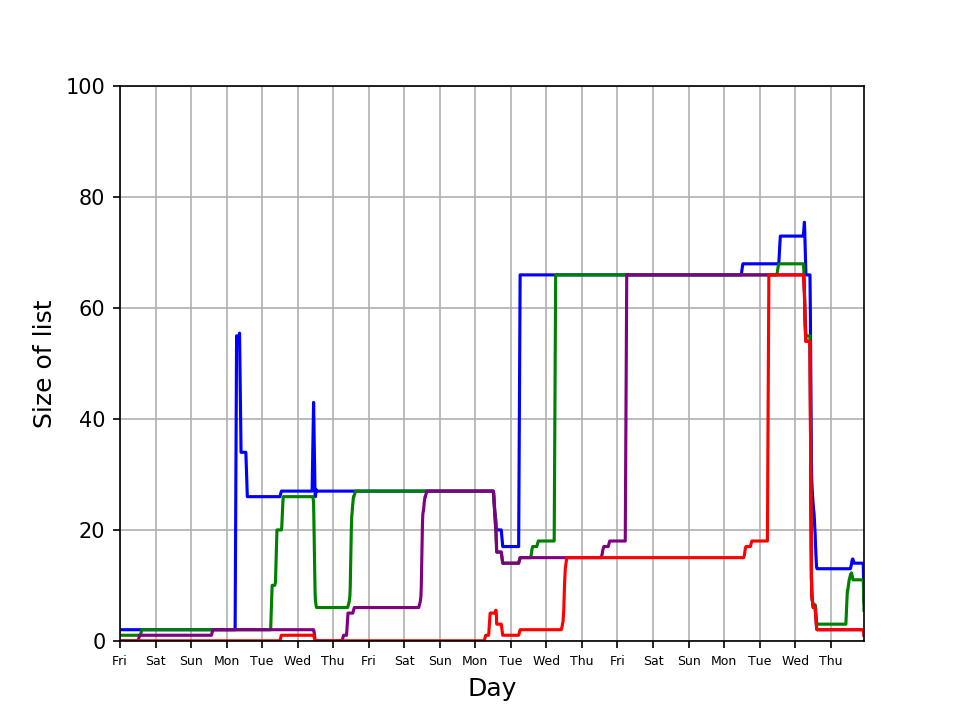 100
80
60
40
20
0
Size of list
Fri Sat Sun Mon Tue Wed Thu Fri Sat Sun Mon Tue Wed Thu Fri Sat Sun Mon Tue Wed Thu
Day